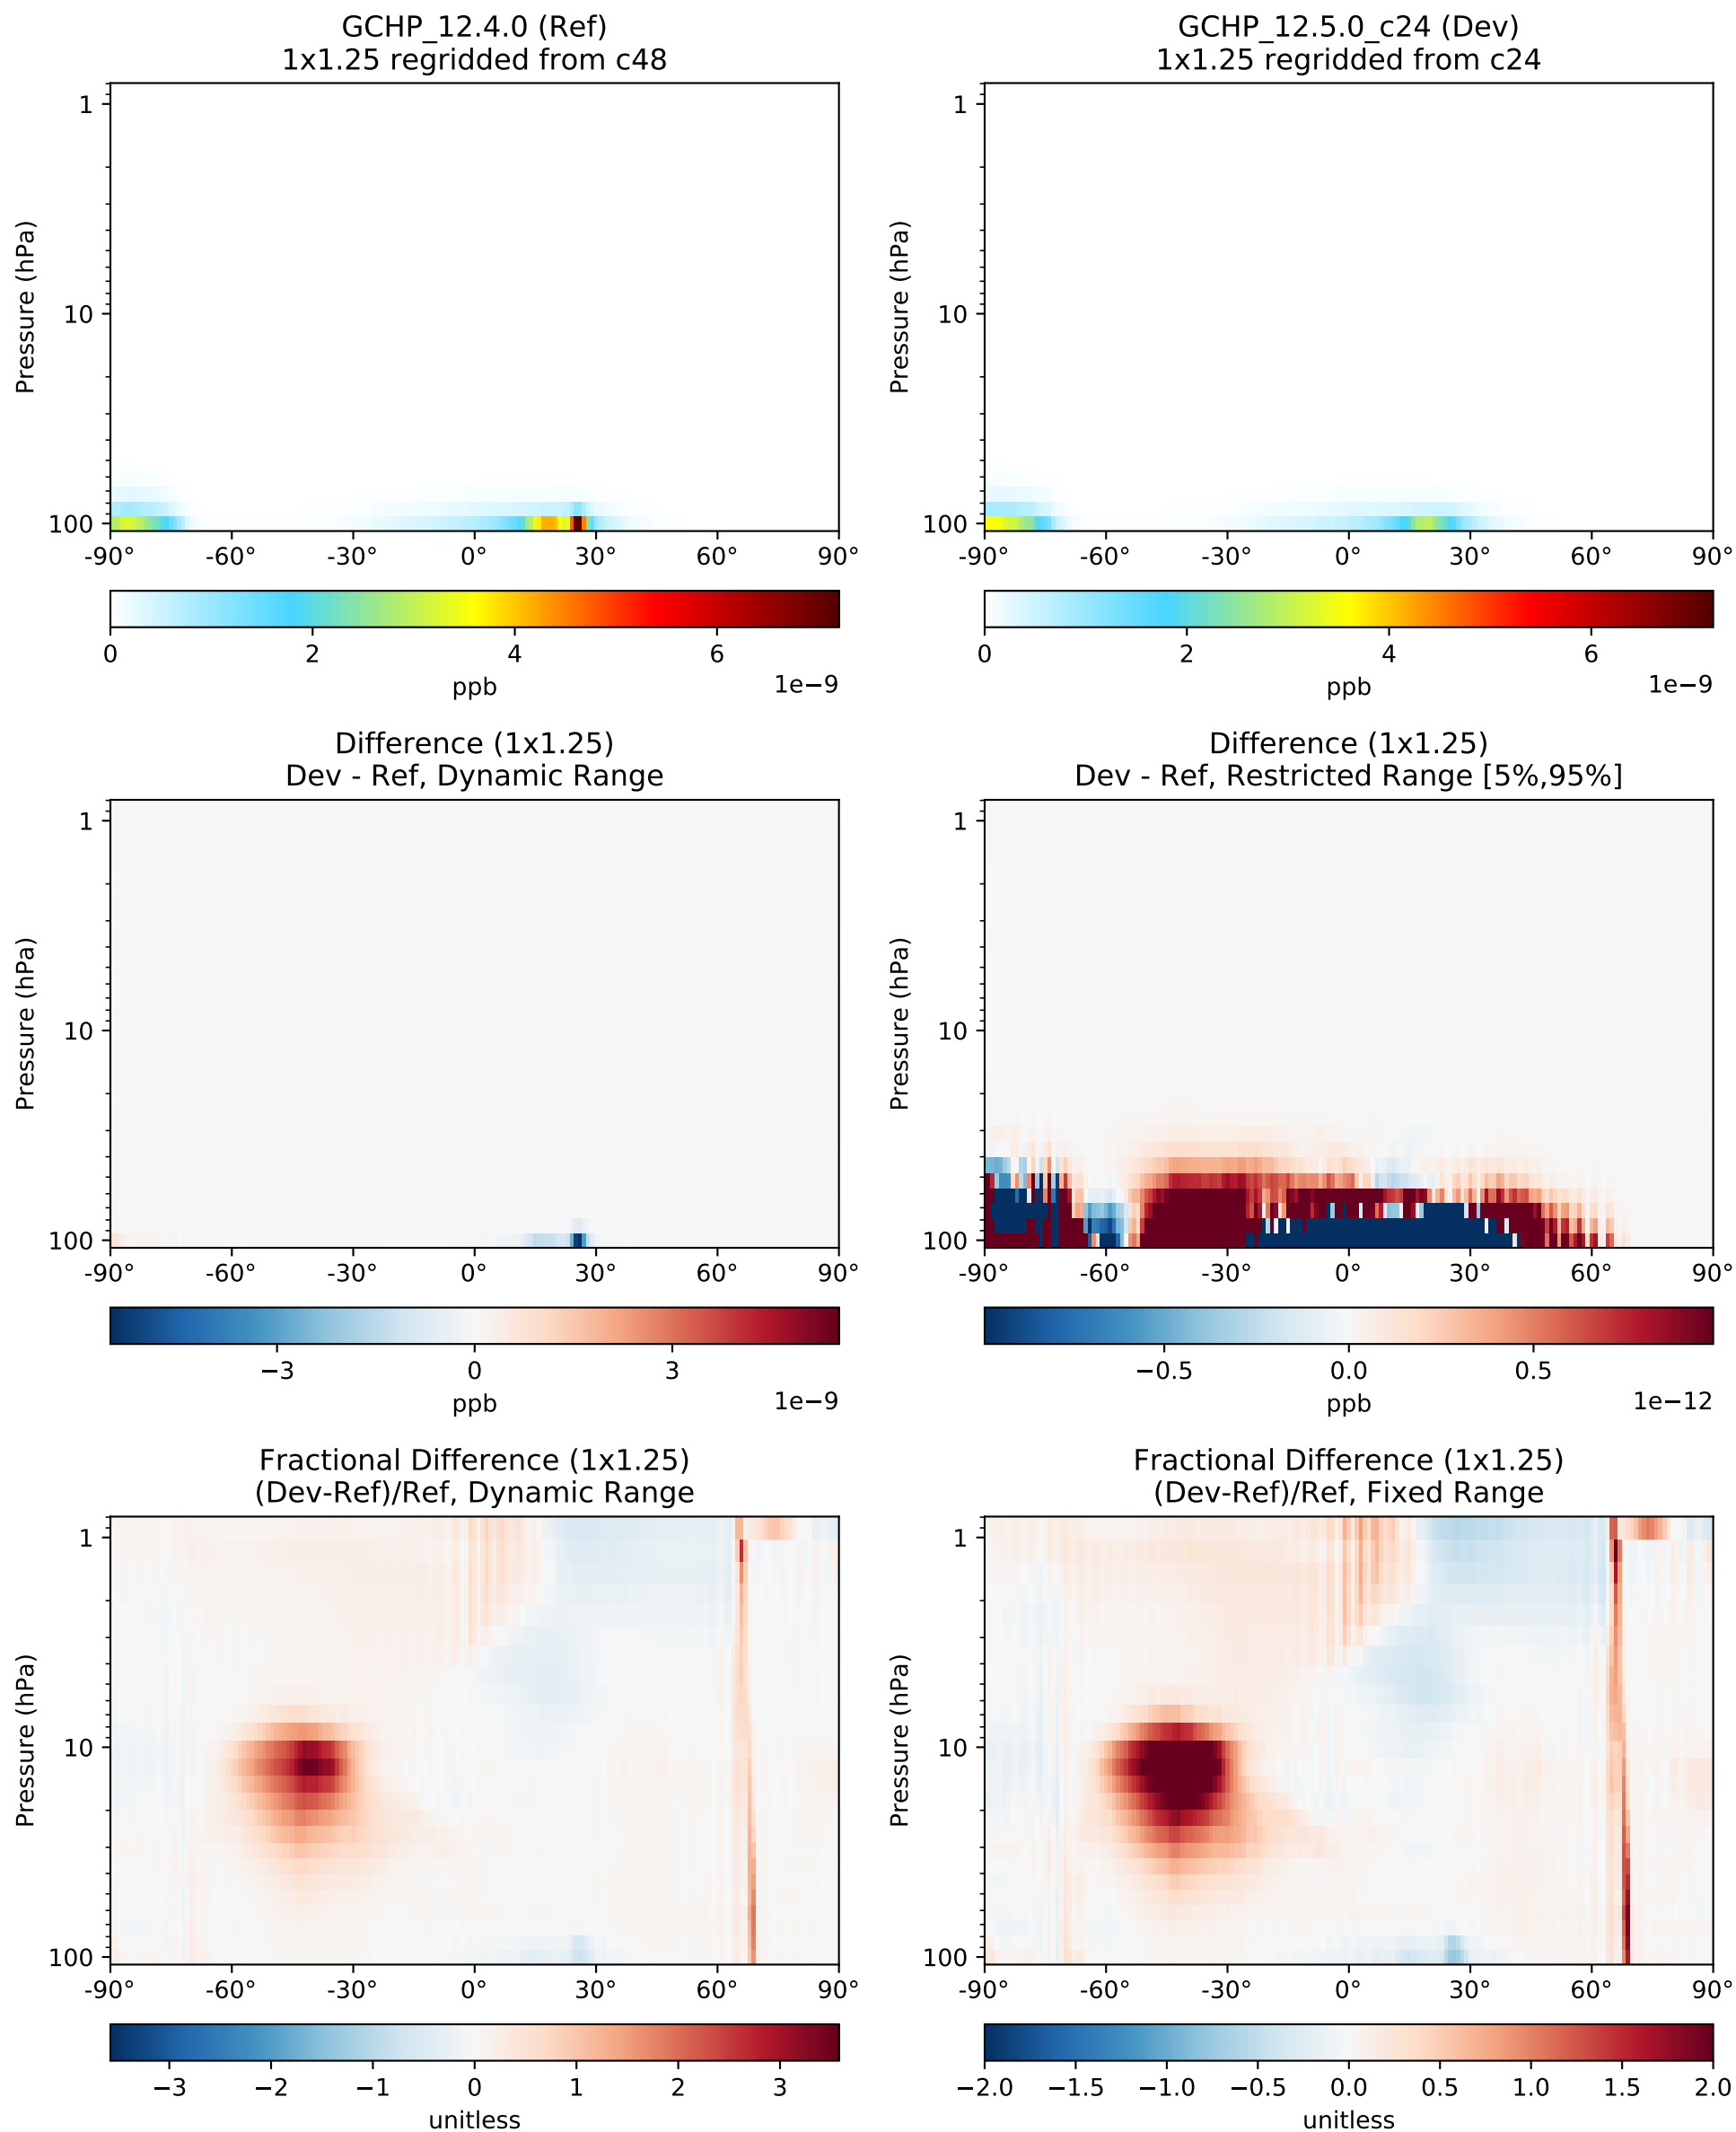 GCHP_12.4.0 (Ref)
1x1.25 regridded from c48
Pressure (hPa)
1
10
100
-90° -60° -30° 0° 30° 60° 90°
0 2 4 6
ppb 1e−9
GCHP_12.5.0_c24 (Dev)
1x1.25 regridded from c24
Pressure (hPa)
1
10
100
-90° -60° -30° 0° 30° 60° 90°
0 2 4 6
ppb 1e−9
Difference (1x1.25)
Dev - Ref, Dynamic Range
Pressure (hPa)
1
10
100
-90° -60° -30° 0° 30° 60° 90°
−3 0 3
ppb 1e−9
Difference (1x1.25)
Dev - Ref, Restricted Range [5%,95%]
Pressure (hPa)
1
10
100
-90° -60° -30° 0° 30° 60° 90°
−0.5 0.0 0.5
ppb 1e−12
Fractional Difference (1x1.25)
(Dev-Ref)/Ref, Dynamic Range
Pressure (hPa)
1
10
100
-90° -60° -30° 0° 30° 60° 90°
−3 −2 −1 0 1 2 3
unitless
Fractional Difference (1x1.25)
(Dev-Ref)/Ref, Fixed Range
Pressure (hPa)
1
10
100
-90° -60° -30° 0° 30° 60° 90°
−2.0 −1.5 −1.0 −0.5 0.0 0.5 1.0 1.5 2.0
unitless